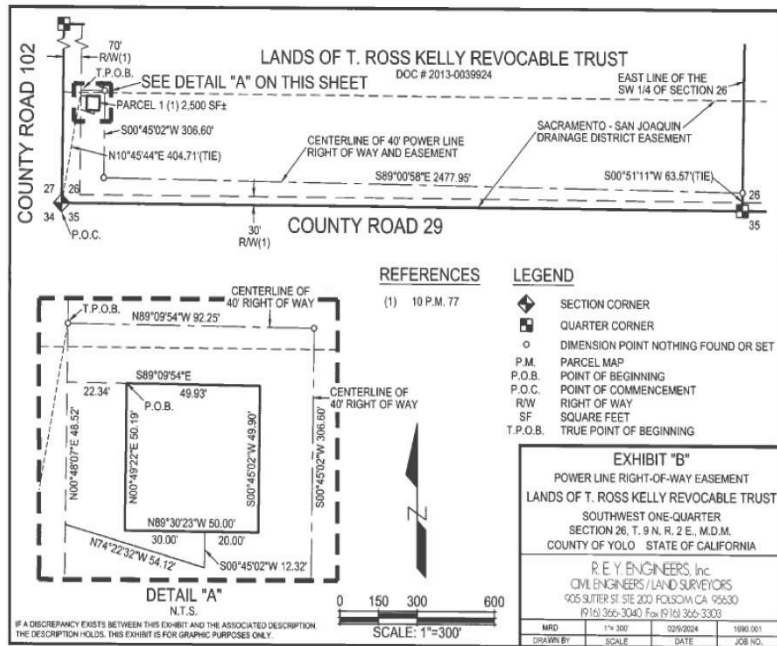 COUNTY ROAD 102
70'
R/W(1)
T.P.O.B.
SEE DETAIL "A" ON THIS SHEET
PARCEL 1 (1) 2,500 SF±
S00°45'02"W 306.60'
N10°45'44"E 404.71'(TIE)
LANDS OF T. ROSS KELLY REVOCABLE TRUST
DOC # 2013-0039924
EAST LINE OF THE
SW 1/4 OF SECTION 26
SACRAMENTO - SAN JOAQUIN
DRAINAGE DISTRICT EASEMENT
CENTERLINE OF 40' POWER LINE
RIGHT OF WAY AND EASEMENT
S89°00'58"E 2477.95'
S00°51'11"W 63.57'(TIE)
27 26
34 35
P.O.C.
30'
R/W(1)
COUNTY ROAD 29
26
35
T.P.O.B.
CENTERLINE OF
40' RIGHT OF WAY
N89°09'54"W 92.25'
S89°09'54"E
22.34'
49.93'
P.O.B.
CENTERLINE OF
40' RIGHT OF WAY
N00°48'07"E 48.52'
N00°49'22"E 50.19'
S00°45'02"W 49.90'
S00°45'02"W 306.60'
N89°30'23"W 50.00'
30.00'
20.00'
N74°22'32"W 54.12'
S00°45'02"W 12.32'
DETAIL "A"
N.T.S.
IF A DISCREPANCY EXISTS BETWEEN THIS EXHIBIT AND THE ASSOCIATED DESCRIPTION,
THE DESCRIPTION HOLDS. THIS EXHIBIT IS FOR GRAPHIC PURPOSES ONLY.
REFERENCES
(1) 10 P.M. 77
LEGEND
SECTION CORNER
QUARTER CORNER
DIMENSION POINT NOTHING FOUND OR SET
P.M. PARCEL MAP
P.O.B. POINT OF BEGINNING
P.O.C. POINT OF COMMENCEMENT
R/W RIGHT OF WAY
SF SQUARE FEET
T.P.O.B. TRUE POINT OF BEGINNING
0 150 300 600
SCALE: 1"=300'
EXHIBIT "B"
POWER LINE RIGHT-OF-WAY EASEMENT
LANDS OF T. ROSS KELLY REVOCABLE TRUST
SOUTHWEST ONE-QUARTER
SECTION 26, T. 9 N, R. 2 E., M.D.M.
COUNTY OF YOLO STATE OF CALIFORNIA
R.E.Y. ENGINEERS, Inc.
CIVIL ENGINEERS / LAND SURVEYORS
905 SUTTER ST. STE 200 FOLSOM CA. 95630
(916) 366-3040 Fax (916) 366-3303
MRD 1"= 300' 02/9/2024 1690.001
DRAWN BY SCALE DATE JOB NO.